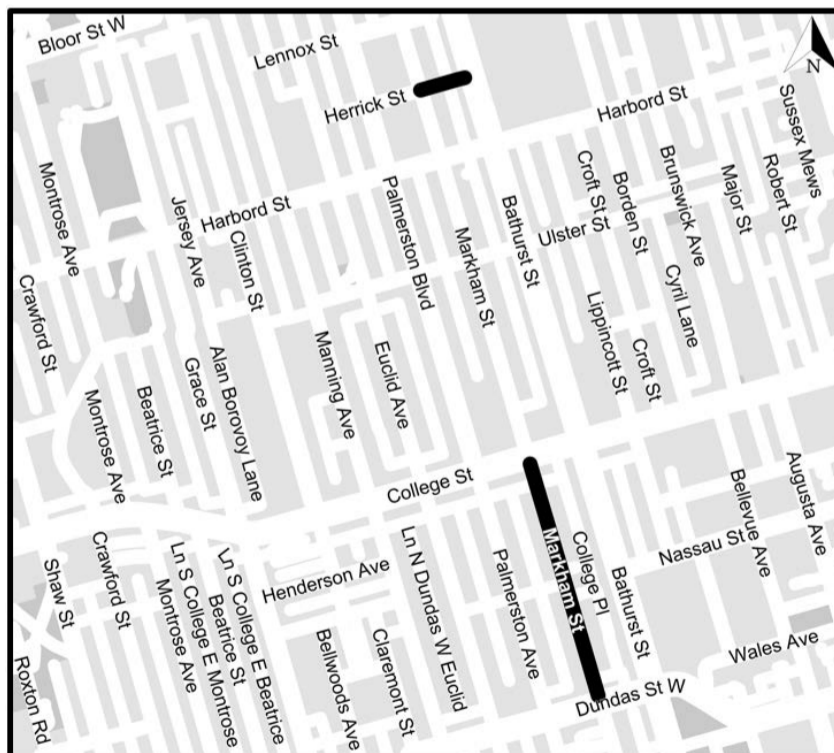 Bloor St W
Lennox St
Herrick St
Harbord St
Sussex Mews
Montrose Ave
Jersey Ave
Harbord St
Clinton St
Palmerston Blvd
Markham St
Bathurst St
Ulster St
Croft St
Borden St
Brunswick Ave
Major St
Robert St
Crawford St
Montrose Ave
Beatrice St
Grace St
Alan Borovoy Lane
Manning Ave
Euclid Ave
Lippincott St
Croft St
Cyril Lane
College St
Shaw St
Crawford St
Ln S College E Montrose
Montrose Ave
Ln S College E Beatrice
Beatrice St
Henderson Ave
Ln N Dundas W Euclid
Palmerston Ave
Markham St
College Pl
Bathurst St
Nassau St
Bellevue Ave
Augusta Ave
Roxton Rd
Bellwoods Ave
Claremont St
Dundas St W
Wales Ave
N